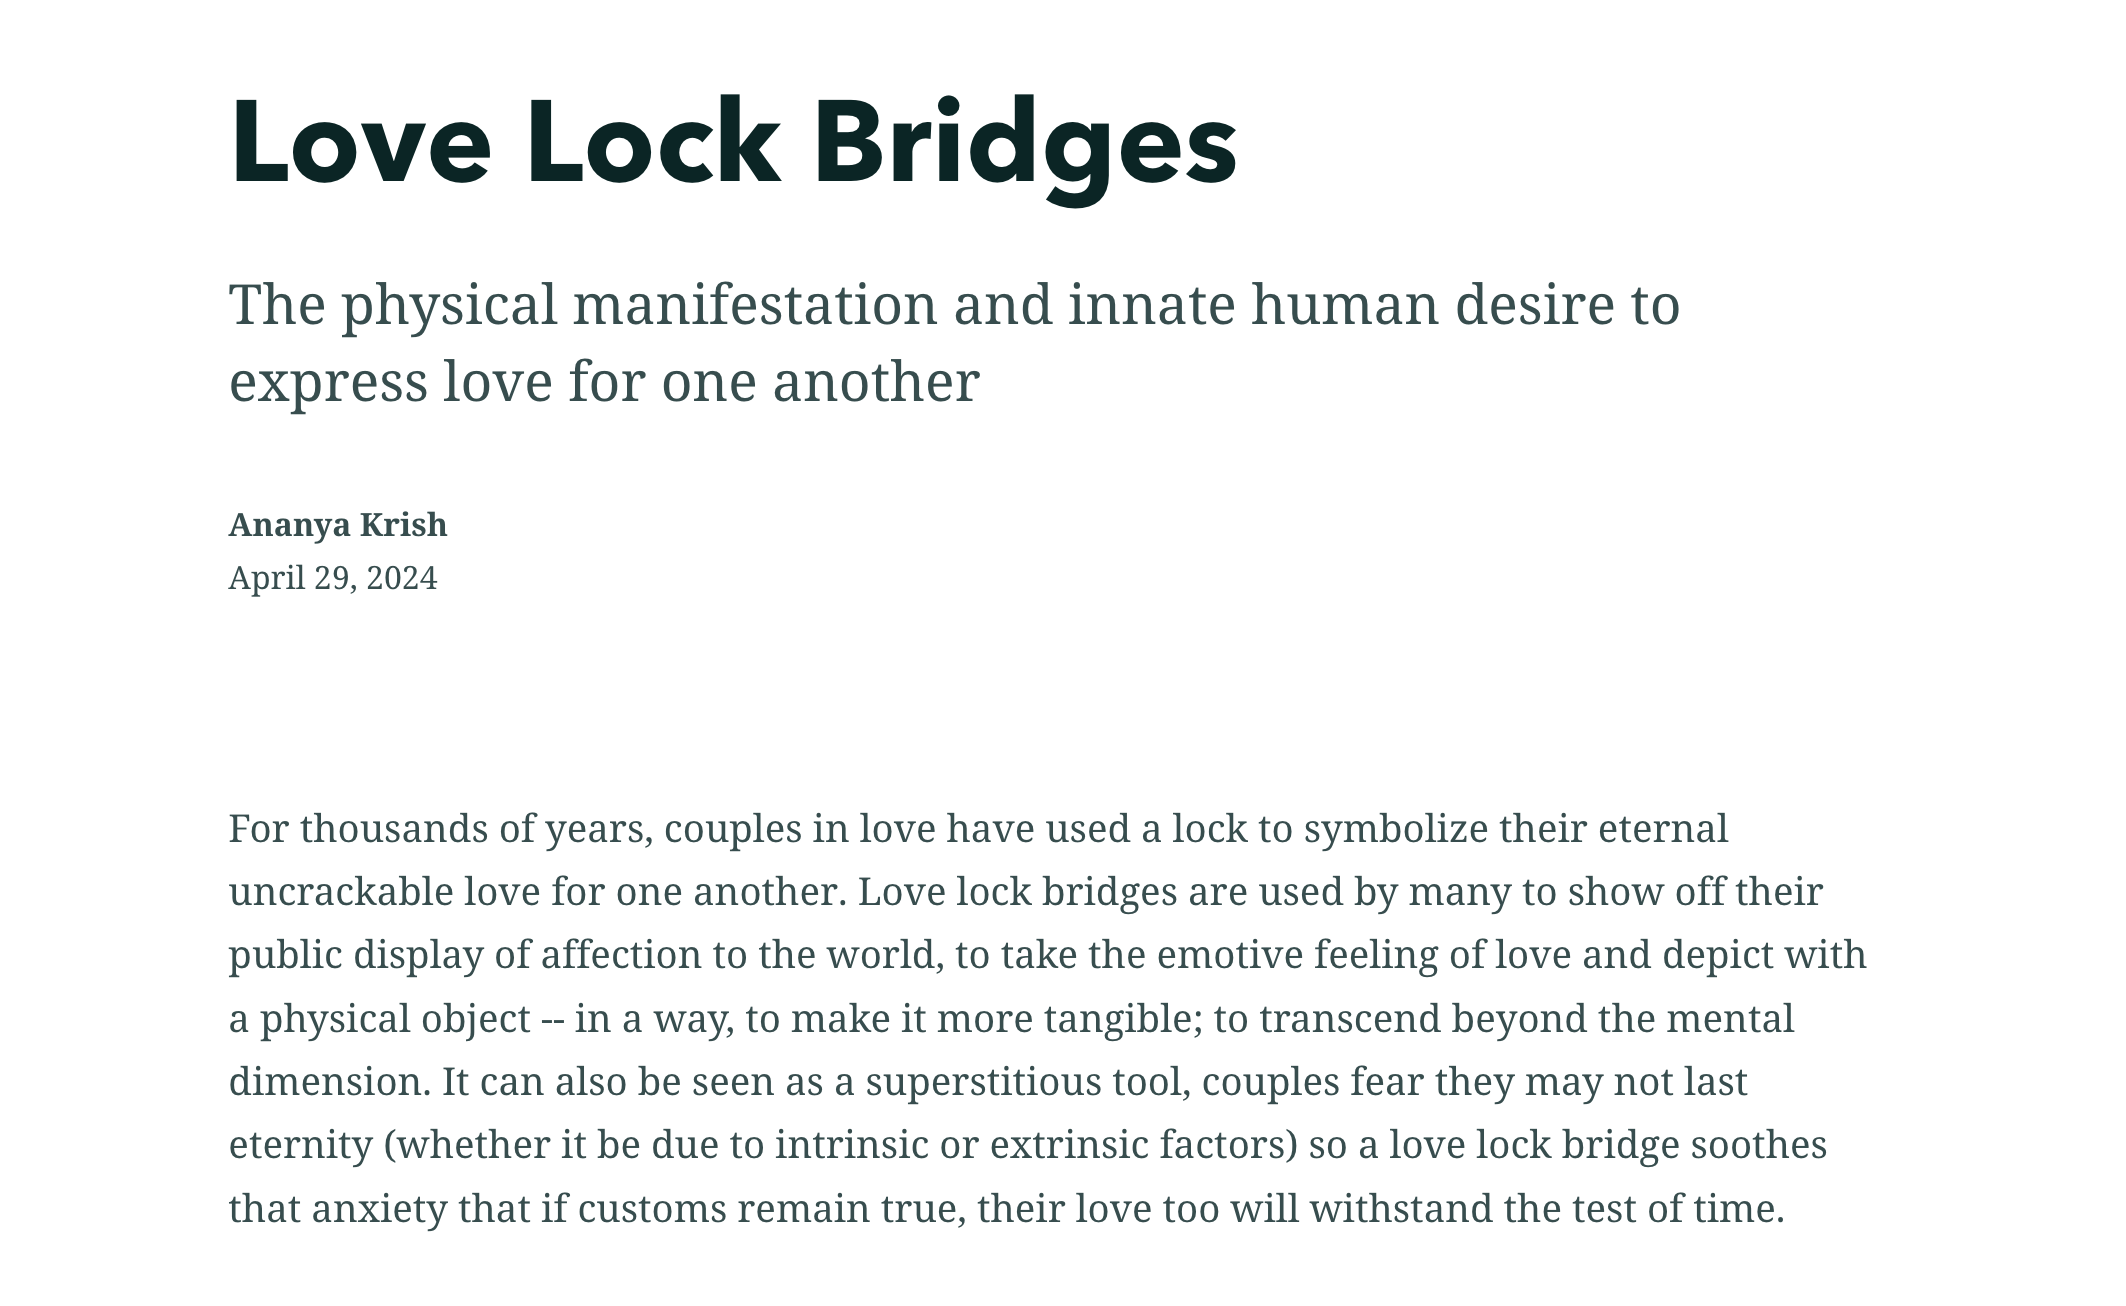 Love Lock Bridges
The physical manifestation and innate human desire to
express love for one another
Ananya Krish
April 29, 2024
For thousands of years, couples in love have used a lock to symbolize their eternal
uncrackable love for one another. Love lock bridges are used by many to show off their
public display of affection to the world, to take the emotive feeling of love and depict with
a physical object -- in a way, to make it more tangible; to transcend beyond the mental
dimension. It can also be seen as a superstitious tool, couples fear they may not last
eternity (whether it be due to intrinsic or extrinsic factors) so a love lock bridge soothes
that anxiety that if customs remain true, their love too will withstand the test of time.